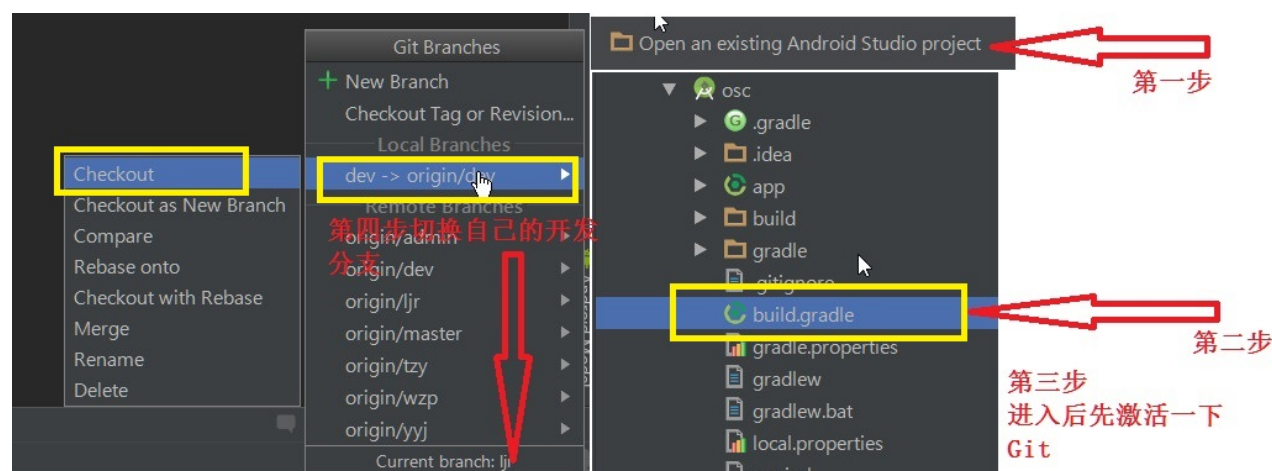 Git Branches
New Branch
Checkout Tag or Revision...
Local Branches
dev -> origin/dev
Remote Branches
origin/admin
origin/dev
origin/ljr
origin/master
origin/tzy
origin/wzp
origin/yyj
Current branch: ljr
Checkout
Checkout as New Branch
Compare
Rebase onto
Checkout with Rebase
Merge
Rename
Delete
第四步切换自己的开发
分支
Open an existing Android Studio project
第一步
osc
.gradle
.idea
app
build
gradle
.gitignore
build.gradle
gradle.properties
gradlew
gradlew.bat
local.properties
第二步
第三步
进入后先激活一下
Git